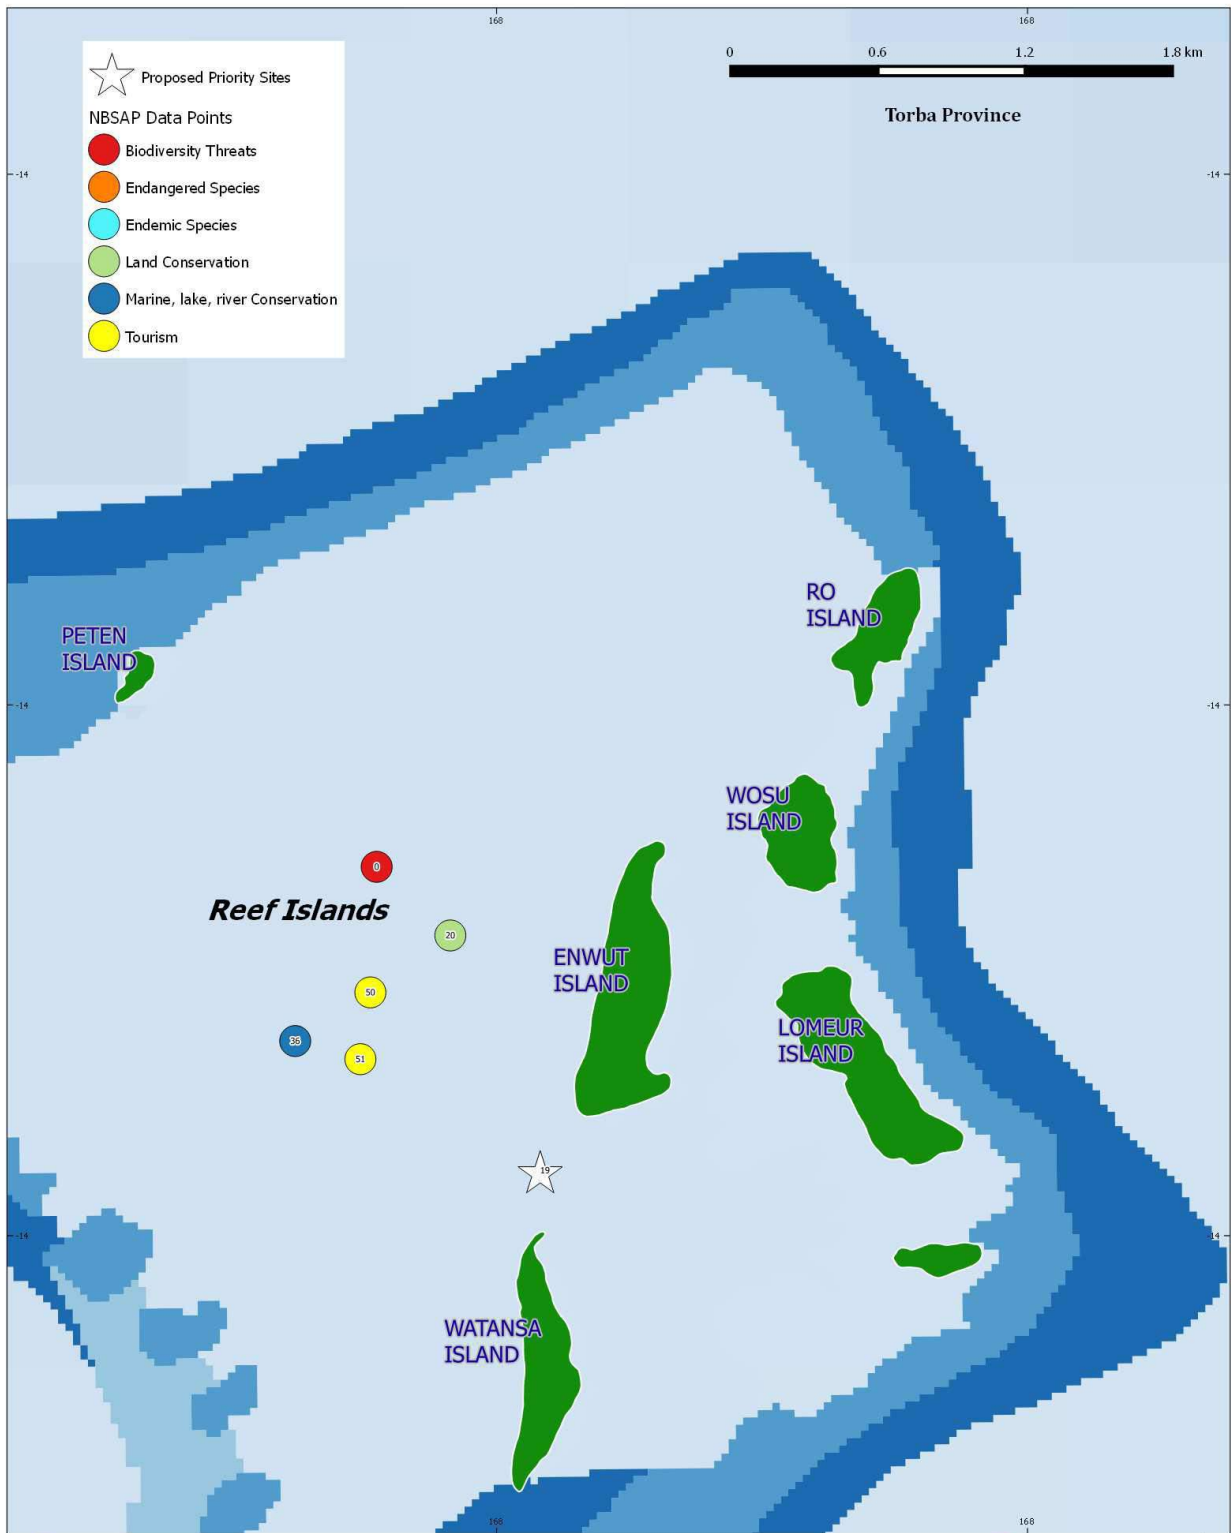 168
168
0
0.6
1.2
1.8 km
Proposed Priority Sites
Torba Province
NBSAP Data Points
Biodiversity Threats
-14
-14
Endangered Species
Endemic Species
Land Conservation
Marine, lake, river Conservation
Tourism
RO
ISLAND
PETEN
ISLAND
-14
-14
WOSU
ISLAND
0
Reef Islands
20
ENWUT
ISLAND
50
LOMEUR
ISLAND
36
51
19
-14
-14
WATANSA
ISLAND
168
168